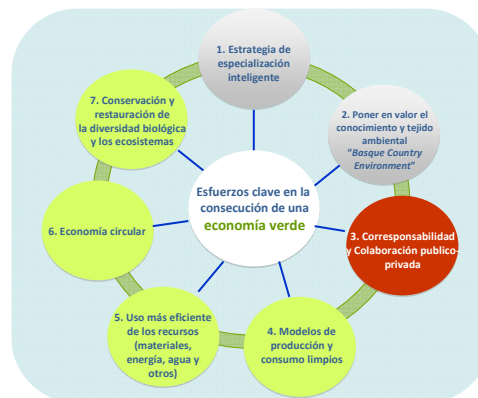 1. Estrategia de
especialización
inteligente
2. Poner en valor el
conocimiento y tejido
ambiental
"Basque Country
Environment"
3. Corresponsabilidad
y Colaboración publico-
privada
4. Modelos de
producción y
consumo limpios
5. Uso más eficiente
de los recursos
(materiales,
energía, agua y
otros)
6. Economía circular
7. Conservación y
restauración de
la diversidad biológica
y los ecosistemas
Esfuerzos clave en la
consecución de una
economía verde